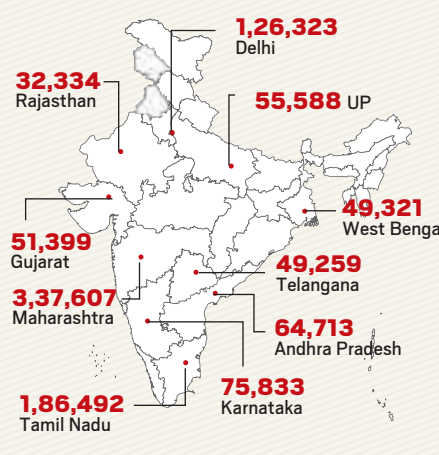 1,26,323
Delhi
32,334
Rajasthan
55,588 UP
49,321
West Benga
51,399
Gujarat
49,259
Telangana
3,37,607
Maharashtra
64,713
Andhra Pradesh
75,833
Karnataka
1,86,492
Tamil Nadu